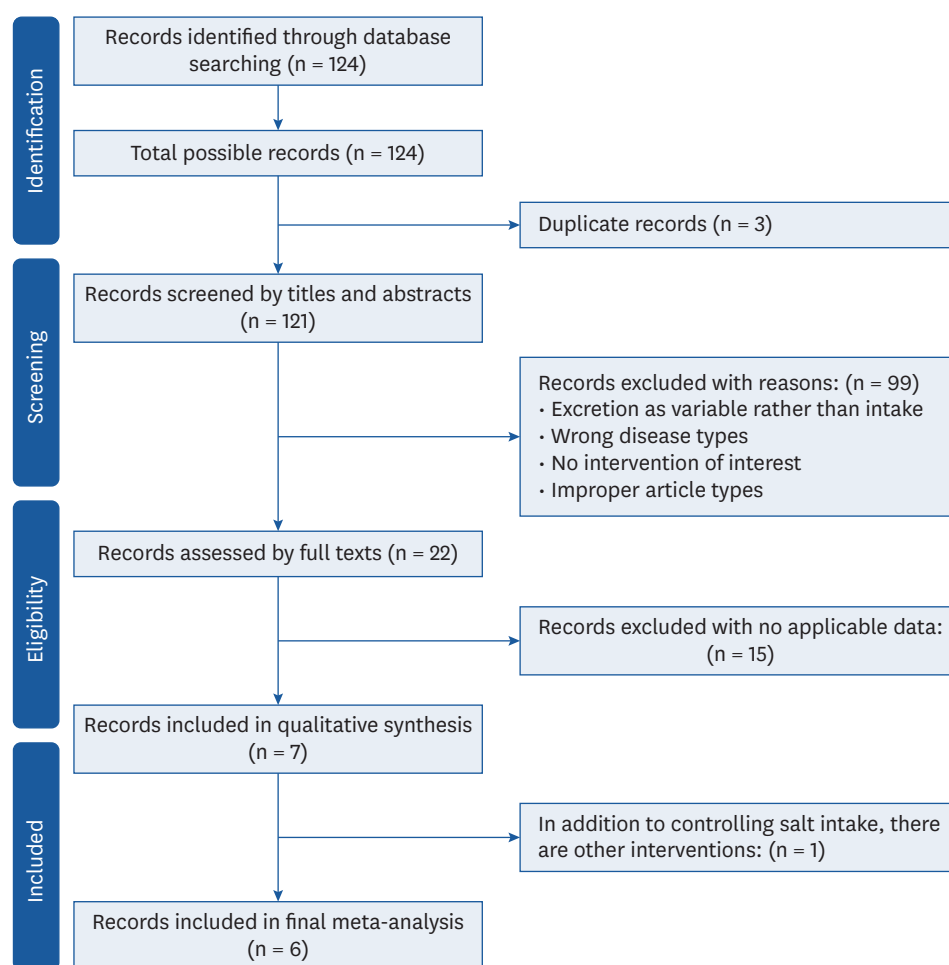 Identification
Records identified through database
searching (n = 124)
Total possible records (n = 124)
Duplicate records (n = 3)
Screening
Records screened by titles and abstracts
(n = 121)
Records excluded with reasons: (n = 99)
· Excretion as variable rather than intake
· Wrong disease types
· No intervention of interest
· Improper article types
Eligibility
Records assessed by full texts (n = 22)
Records excluded with no applicable data:
(n = 15)
Records included in qualitative synthesis
(n = 7)
Included
In addition to controlling salt intake, there
are other interventions: (n = 1)
Records included in final meta-analysis
(n = 6)